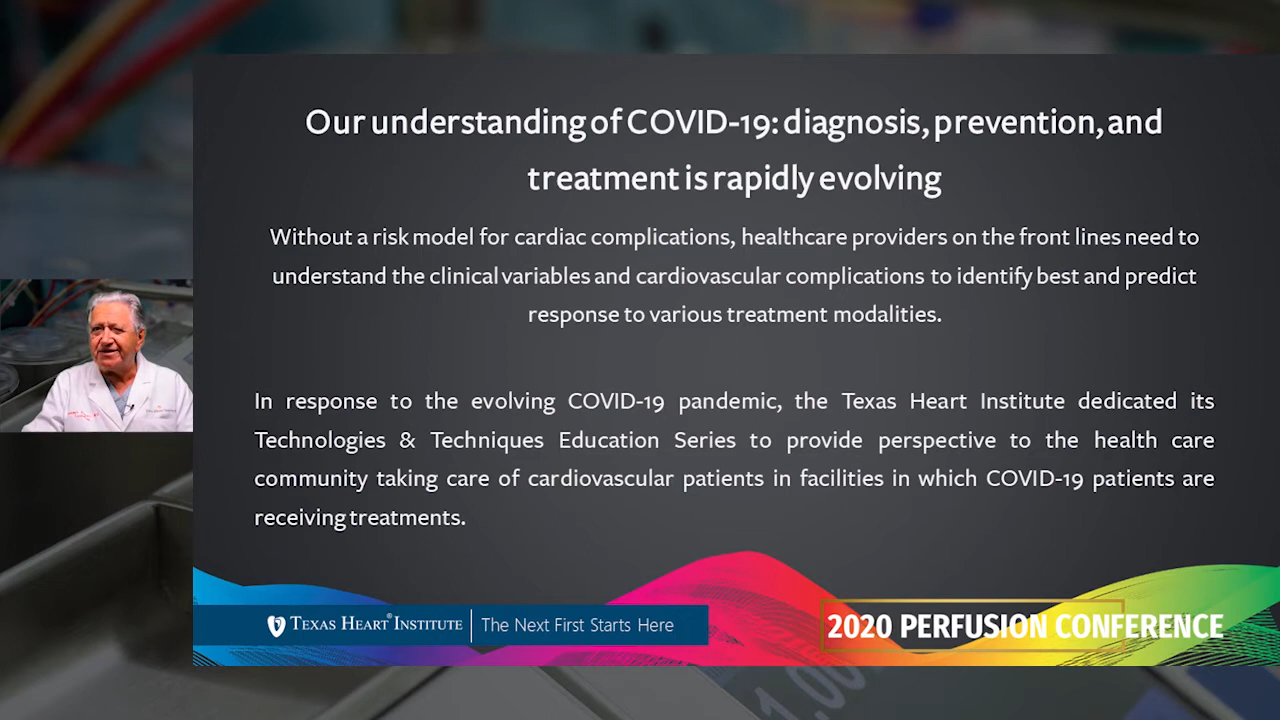 Our understanding of COVID-19: diagnosis, prevention, and
treatment is rapidly evolving
Without a risk model for cardiac complications, healthcare providers on the front lines need to
understand the clinical variables and cardiovascular complications to identify best and predict
response to various treatment modalities.
In response to the evolving COVID-19 pandemic, the Texas Heart Institute dedicated its
Technologies & Techniques Education Series to provide perspective to the health care
community taking care of cardiovascular patients in facilities in which COVID-19 patients are
receiving treatments.
TEXAS HEART® INSTITUTE
The Next First Starts Here
2020 PERFUSION CONFERENCE